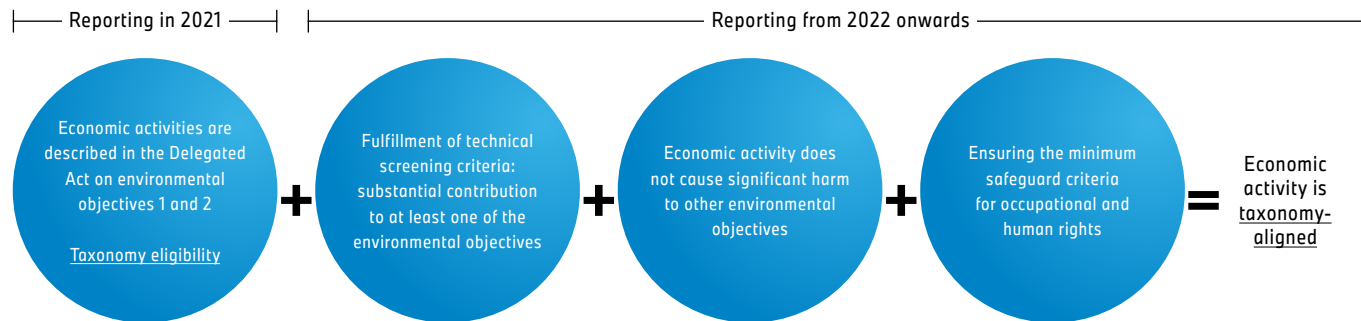 Reporting in 2021
Reporting from 2022 onwards
Economic activities are
described in the Delegated
Act on environmental
objectives 1 and 2
Taxonomy eligibility
+
Fulfillment of technical
screening criteria:
substantial contribution
to at least one of the
environmental objectives
+
Economic activity does
not cause significant harm
to other environmental
objectives
+
Ensuring the minimum
safeguard criteria
for occupational and
human rights
=
Economic
activity is
taxonomy-
aligned